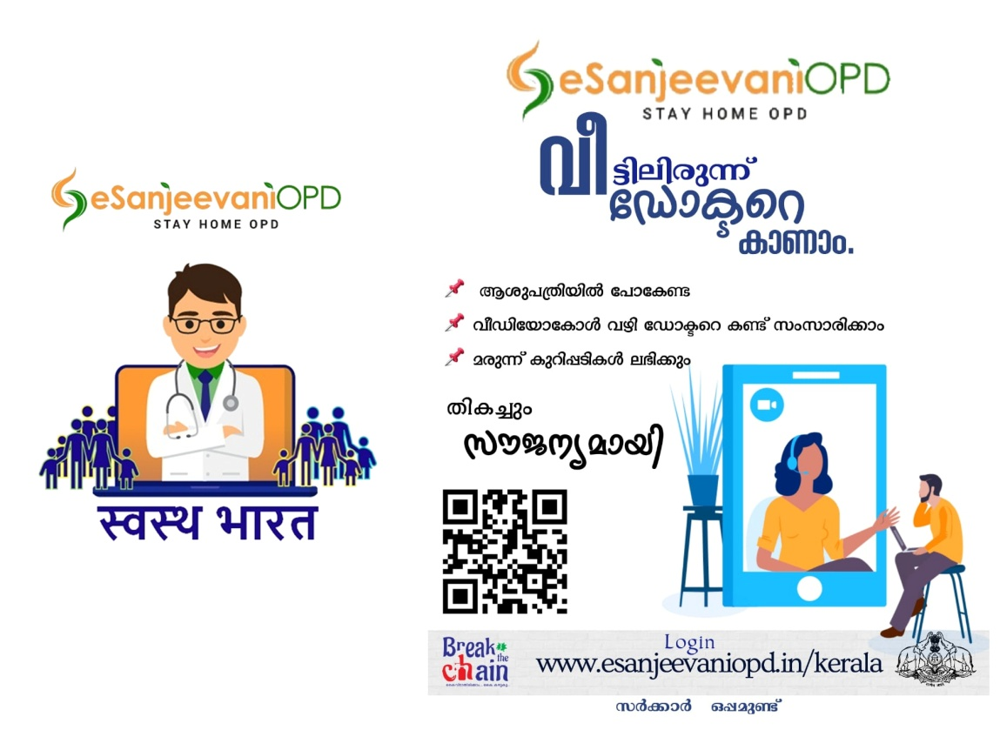 eSanjeevaniOPD
STAY HOME OPD
स्वस्थ भारत
eSanjeevaniOPD
STAY HOME OPD
വീട്ടിലിരുന്ന്
ഡോക്ടറെ
കാണാം.
ആശുപത്രിയിൽ പോകേണ്ട
വീഡിയോകോൾ വഴി ഡോക്ടറെ കണ്ട് സംസാരിക്കാം
മരുന്ന് കുറിപ്പടികൾ ലഭിക്കും
തികച്ചും
സൗജന്യമായി
Break
the
chain
Login
www.esanjeevaniopd.in/kerala
സർക്കാർ ഒപ്പമുണ്ട്